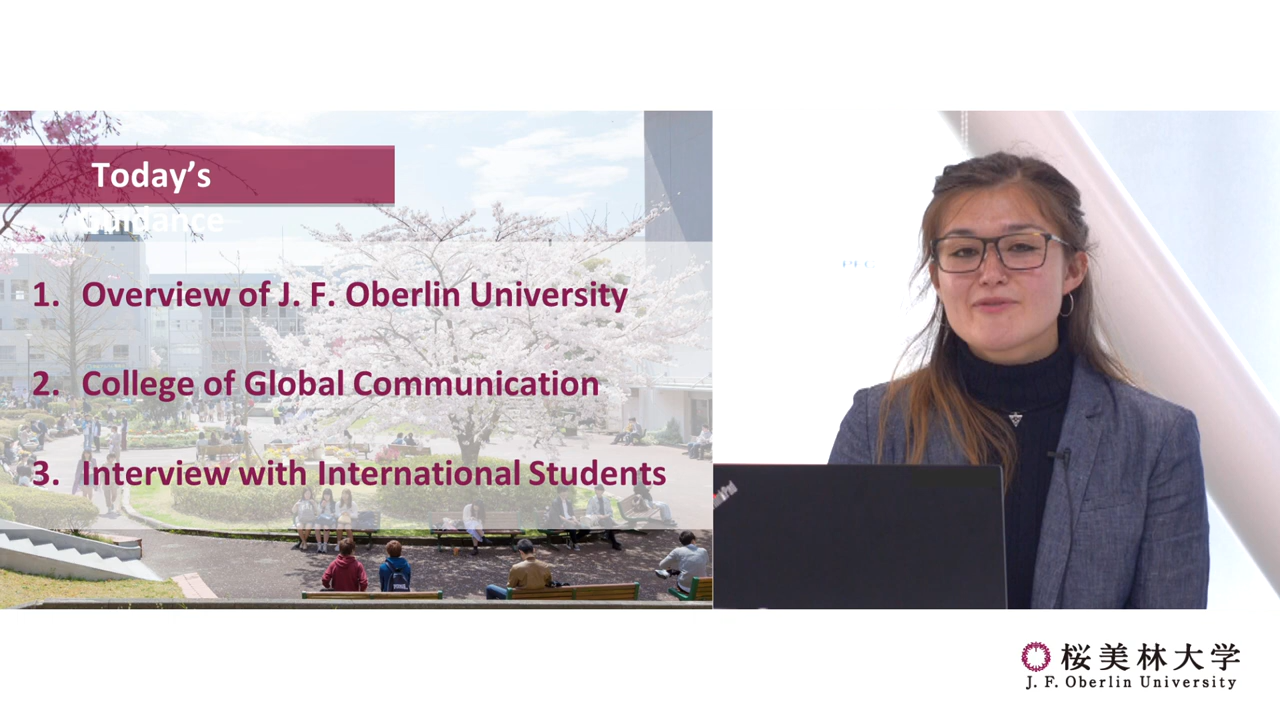 Today's
Guidance
1. Overview of J. F. Oberlin University
2. College of Global Communication
3. Interview with International Students
桜美林大学
J. F. Oberlin University